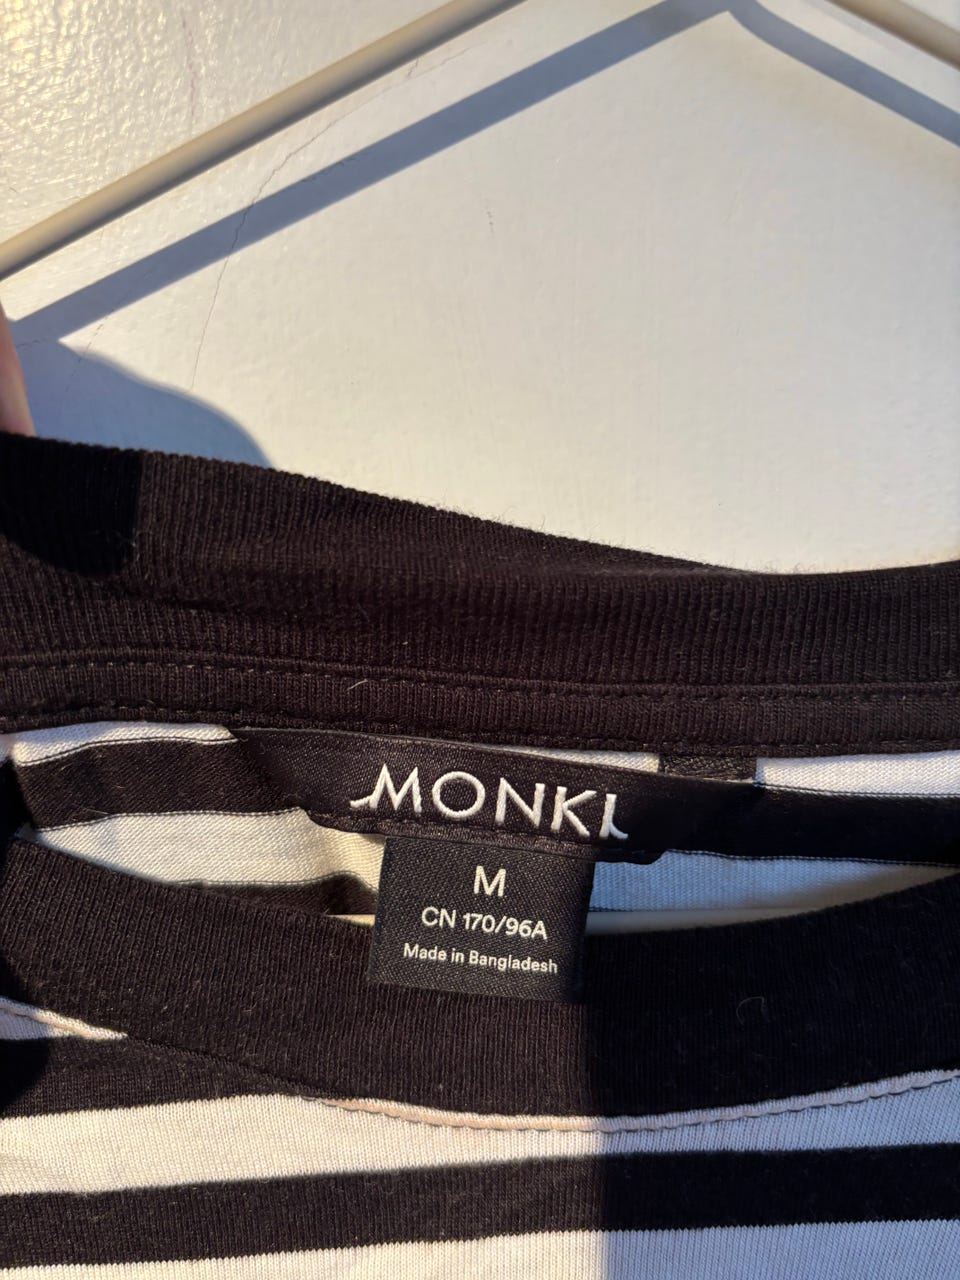 MONKI
M
CN 170/96A
Made in Bangladesh